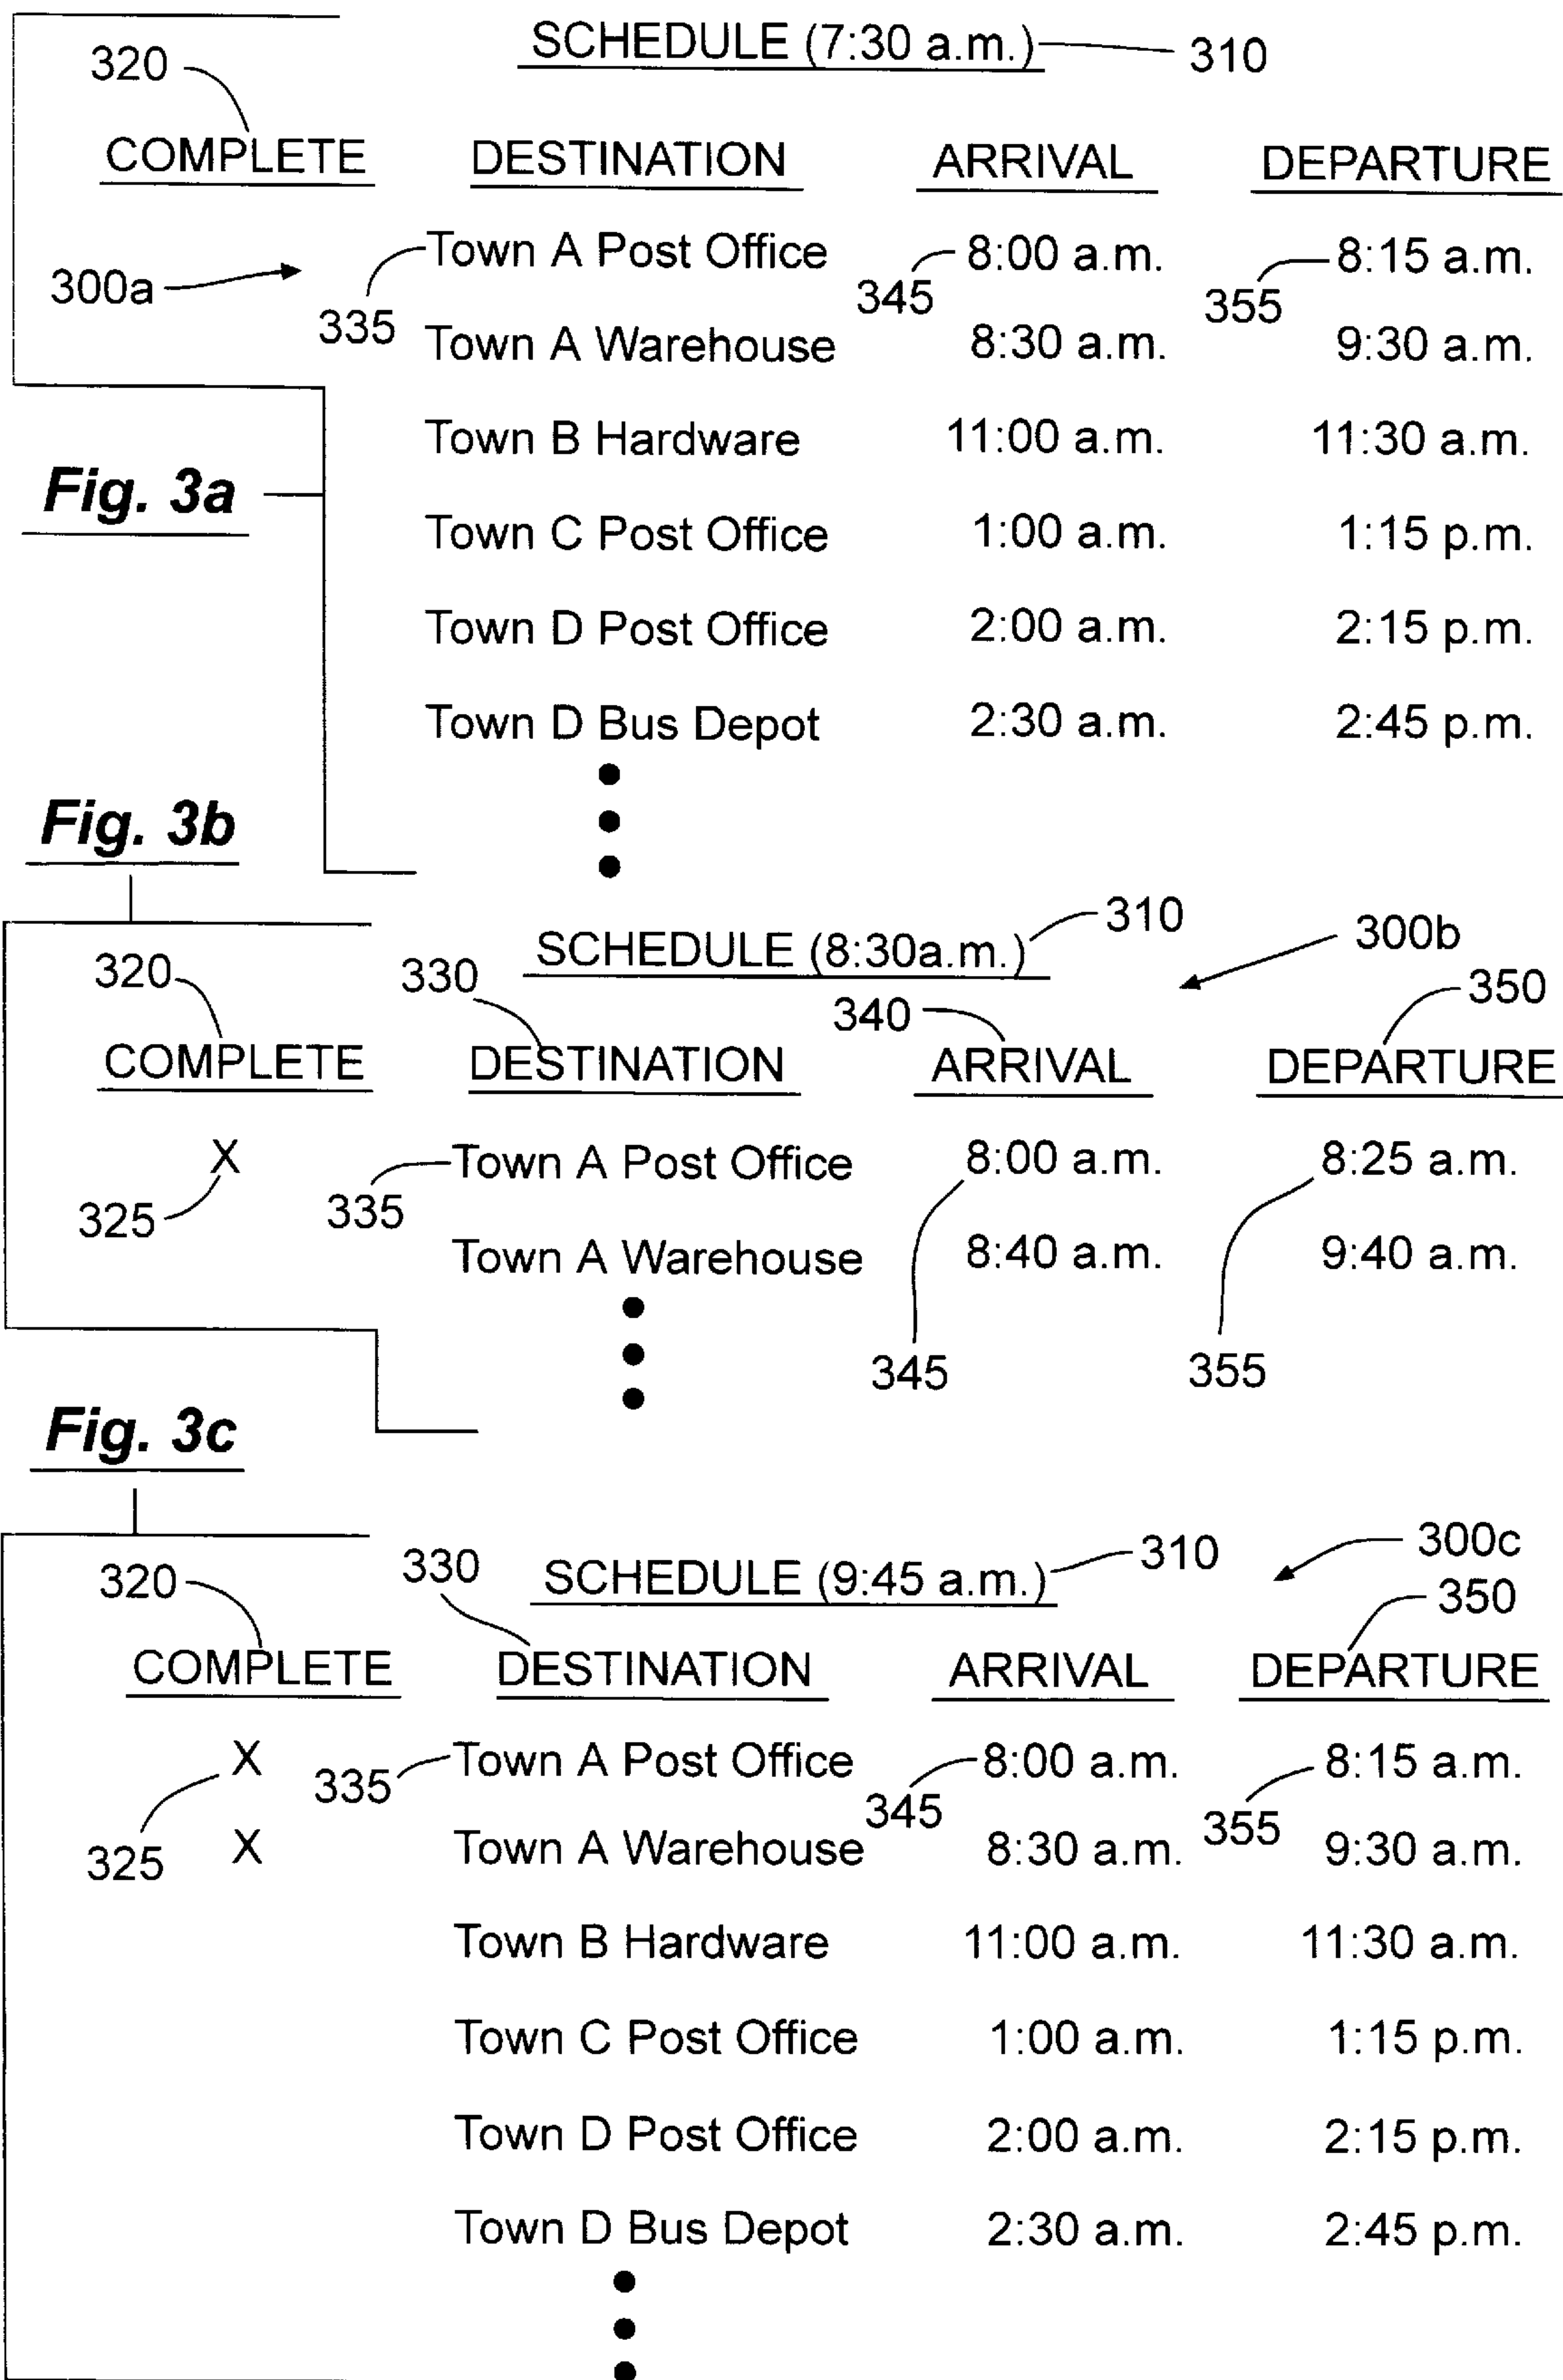 SCHEDULE (7:30 a.m.) 310
320
COMPLETE DESTINATION ARRIVAL DEPARTURE
Town A Post Office 8:00 a.m. 8:15 a.m.
300a 335 345 355
Town A Warehouse 8:30 a.m. 9:30 a.m.
Town B Hardware 11:00 a.m. 11:30 a.m.
Fig. 3a
Town C Post Office 1:00 a.m. 1:15 p.m.
Town D Post Office 2:00 a.m. 2:15 p.m.
Town D Bus Depot 2:30 a.m. 2:45 p.m.
Fig. 3b
SCHEDULE (8:30a.m.) 310 300b
320 330 340 350
COMPLETE DESTINATION ARRIVAL DEPARTURE
X Town A Post Office 8:00 a.m. 8:25 a.m.
325 335
Town A Warehouse 8:40 a.m. 9:40 a.m.
345 355
Fig. 3c
320 330 SCHEDULE (9:45 a.m.) 310 300c
350
COMPLETE DESTINATION ARRIVAL DEPARTURE
X 335 Town A Post Office 345 8:00 a.m. 355 8:15 a.m.
325 X Town A Warehouse 8:30 a.m. 9:30 a.m.
Town B Hardware 11:00 a.m. 11:30 a.m.
Town C Post Office 1:00 a.m. 1:15 p.m.
Town D Post Office 2:00 a.m. 2:15 p.m.
Town D Bus Depot 2:30 a.m. 2:45 p.m.